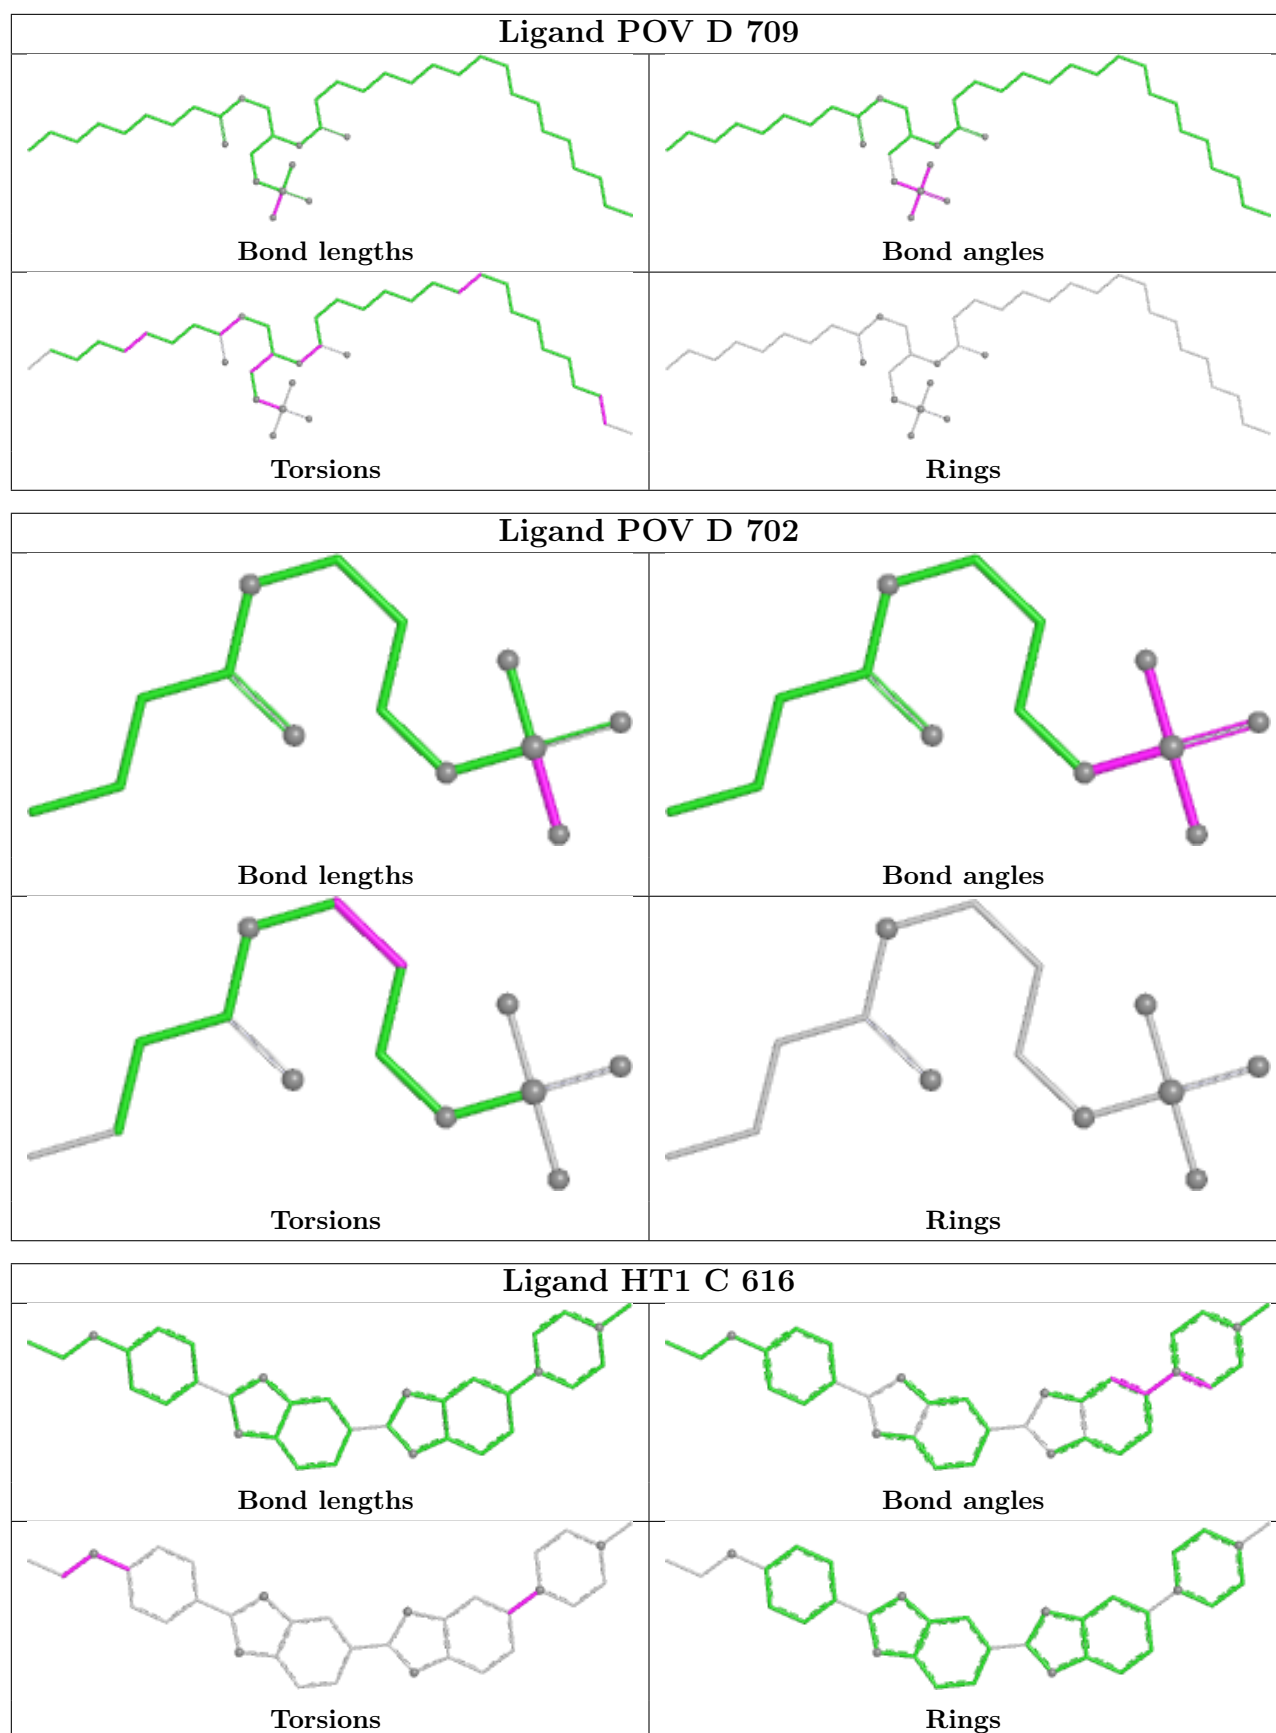 Ligand POV D 709
Bond lengths
Bond angles
Torsions
Rings
Ligand POV D 702
Bond lengths
Bond angles
Torsions
Rings
Ligand HT1 C 616
Bond lengths
Bond angles
Torsions
Rings